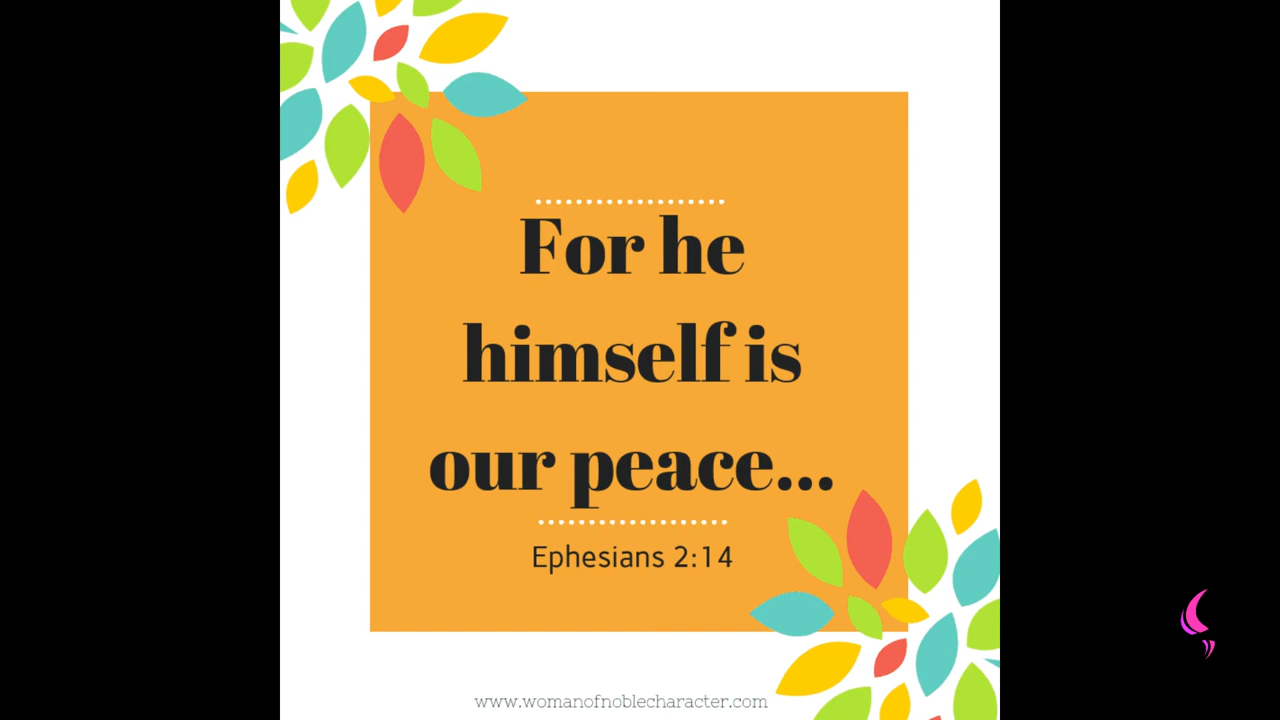 For he
himself is
our peace...
Ephesians 2:14
www.womanofnoblecharacter.com